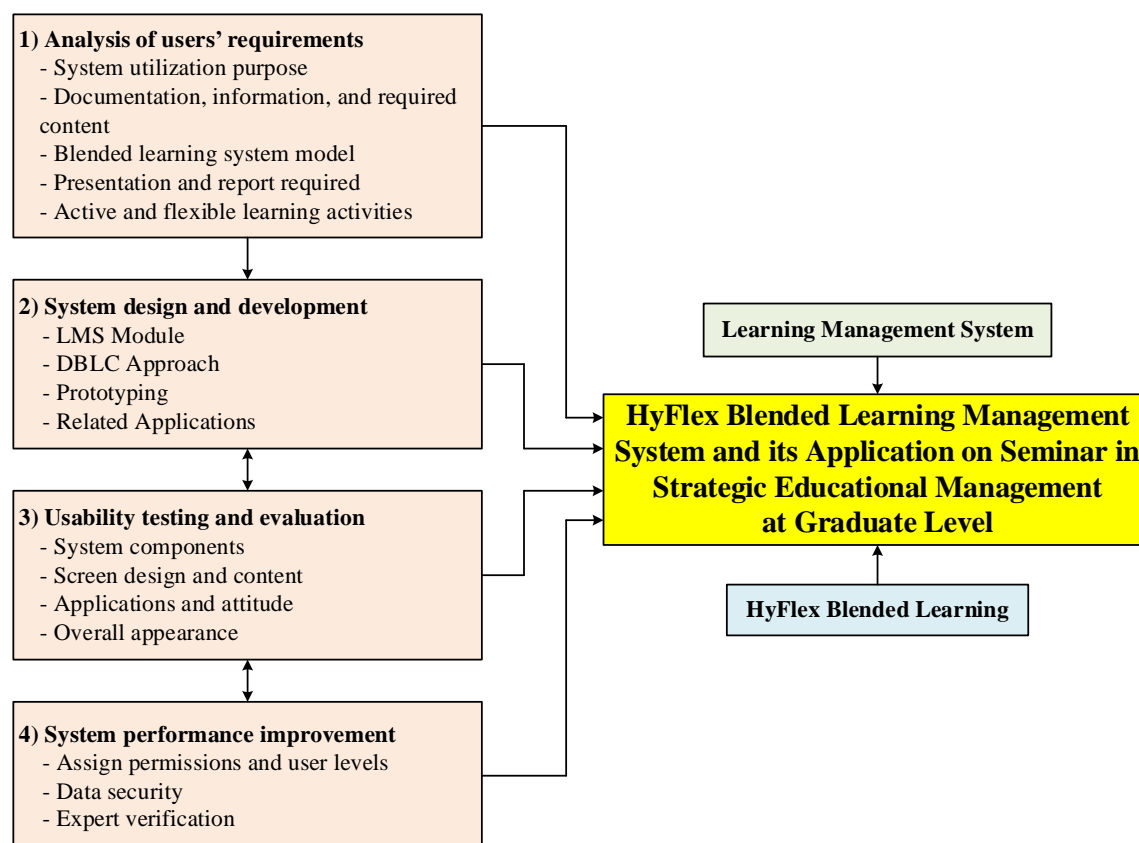 1) Analysis of users’ requirements
- System utilization purpose
- Documentation, information, and required
content
- Blended learning system model
- Presentation and report required
- Active and flexible learning activities
2) System design and development
- LMS Module
- DBLC Approach
- Prototyping
- Related Applications
3) Usability testing and evaluation
- System components
- Screen design and content
- Applications and attitude
- Overall appearance
4) System performance improvement
- Assign permissions and user levels
- Data security
- Expert verification
Learning Management System
HyFlex Blended Learning Management
System and its Application on Seminar in
Strategic Educational Management
at Graduate Level
HyFlex Blended Learning